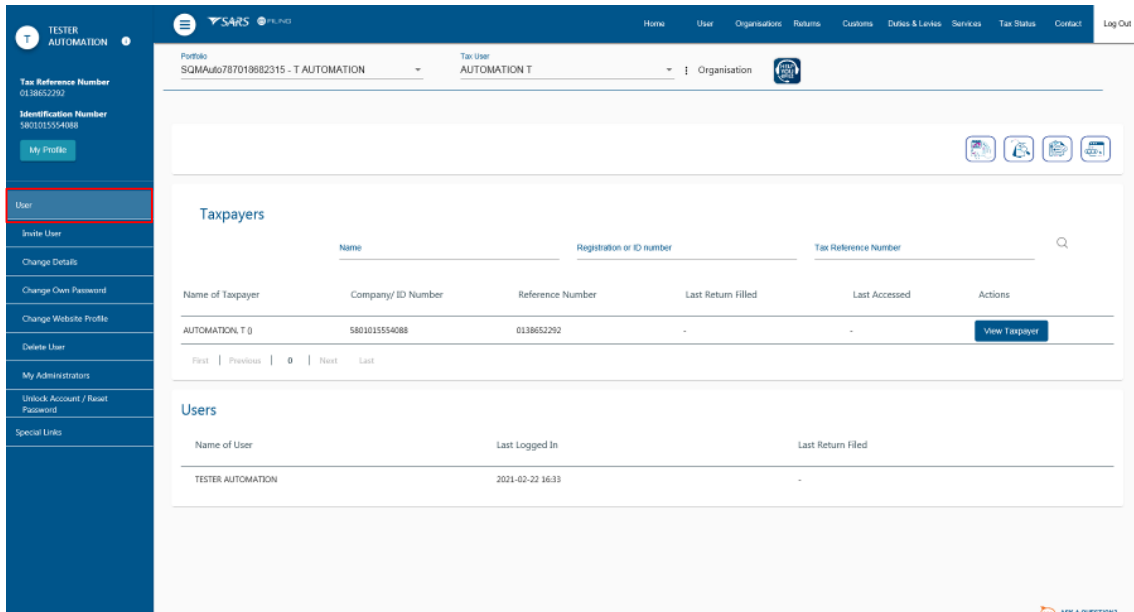 T
TESTER
AUTOMATION
Tax Reference Number
0138652292
Identification Number
5801015554088
My Profile
User
Invite User
Change Details
Change Own Password
Change Website Profile
Delete User
My Administrators
Unlock Account / Reset
Password
Special Links
SARS eFILING
Home User Organisations Returns Customs Duties & Levies Services Tax Status Contact Log Out
Portfolio
SQMAuto787018682315 - T AUTOMATION
Tax User
AUTOMATION T
Organisation
HELP
YOU
Taxpayers
Name Registration or ID number Tax Reference Number
Name of Taxpayer Company/ ID Number Reference Number Last Return Filled Last Accessed Actions
AUTOMATION, T () 5801015554088 0138652292 - - View Taxpayer
First | Previous | 0 | Next Last
Users
Name of User Last Logged In Last Return Filed
TESTER AUTOMATION 2021-02-22 16:33 -
ASK A QUESTION?